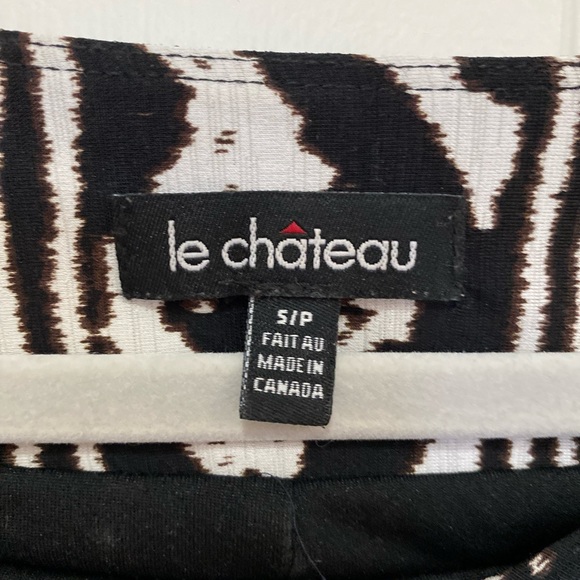 le château
S/P
FAIT AU
MADE IN
CANADA